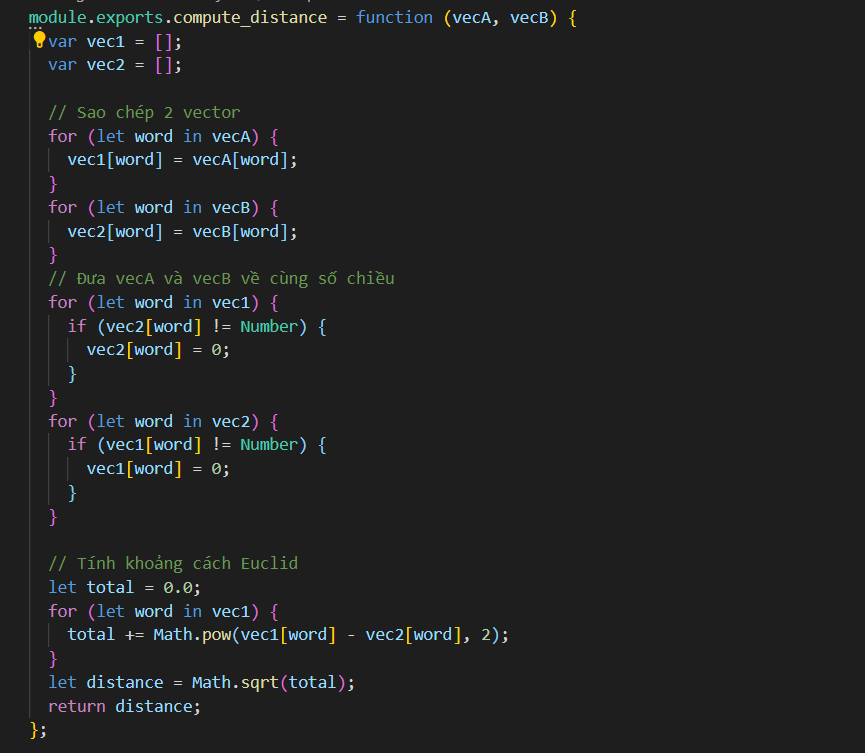 module.exports.compute_distance = function (vecA, vecB) {
  var vec1 = [];
  var vec2 = [];

  // Sao chép 2 vector
  for (let word in vecA) {
    vec1[word] = vecA[word];
  }
  for (let word in vecB) {
    vec2[word] = vecB[word];
  }
  // Đưa vecA và vecB về cùng số chiều
  for (let word in vec1) {
    if (vec2[word] != Number) {
      vec2[word] = 0;
    }
  }
  for (let word in vec2) {
    if (vec1[word] != Number) {
      vec1[word] = 0;
    }
  }

  // Tính khoảng cách Euclid
  let total = 0.0;
  for (let word in vec1) {
    total += Math.pow(vec1[word] - vec2[word], 2);
  }
  let distance = Math.sqrt(total);
  return distance;
};